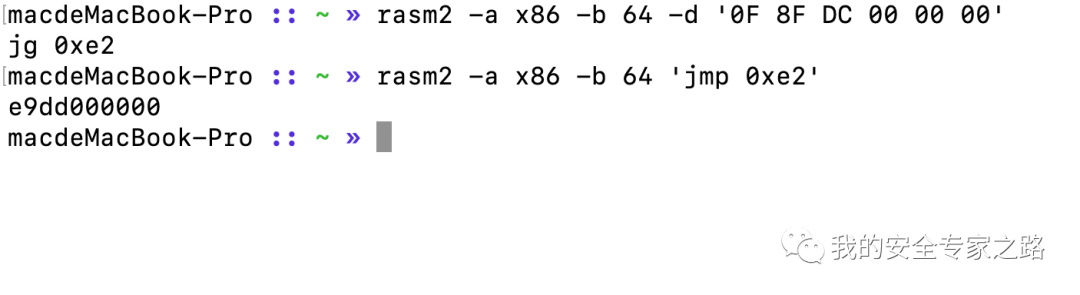 macdeMacBook-Pro :: ~ » rasm2 -a x86 -b 64 -d '0F 8F DC 00 00 00'
jg 0xe2
macdeMacBook-Pro :: ~ » rasm2 -a x86 -b 64 'jmp 0xe2'
e9dd000000
macdeMacBook-Pro :: ~ »
我的安全专家之路